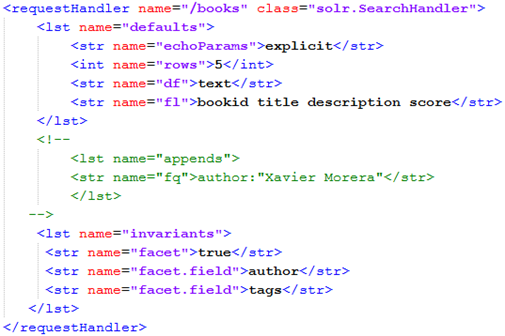 <requestHandler name="/books" class="solr.SearchHandler">
<lst name="defaults">
<str name="echoParams">explicit</str>
<int name="rows">5</int>
<str name="df">text</str>
<str name="fl">bookid title description score</str>
</lst>
<!--
<lst name="appends">
<str name="fq">author:"Xavier Morera"</str>
</lst>
-->
<lst name="invariants">
<str name="facet">true</str>
<str name="facet.field">author</str>
<str name="facet.field">tags</str>
</lst>
</requestHandler>